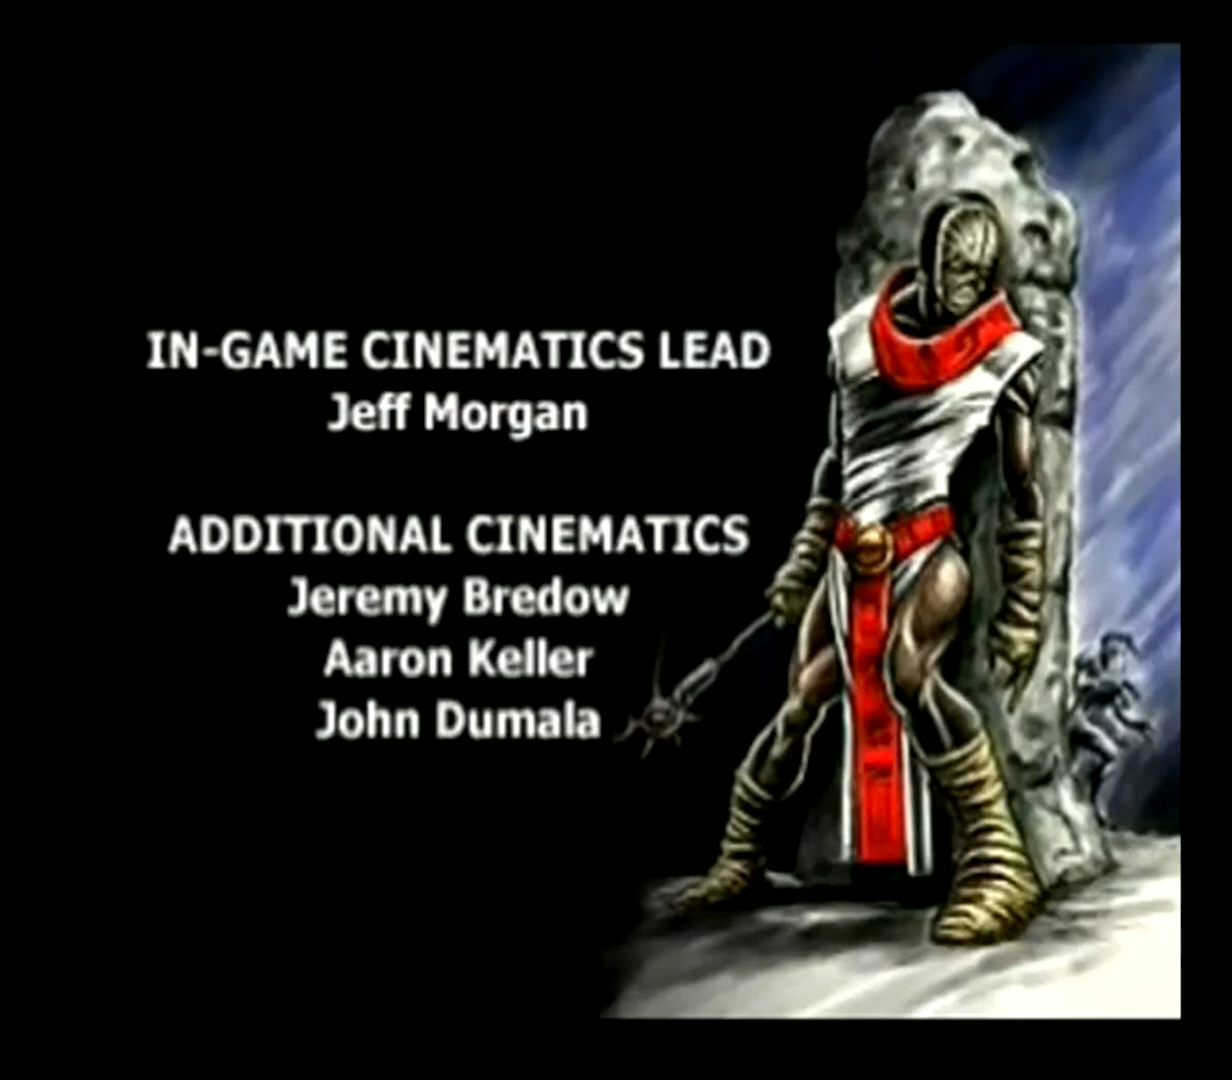 IN-GAME CINEMATICS LEAD
Jeff Morgan
ADDITIONAL CINEMATICS
Jeremy Bredow
Aaron Keller
John Dumala